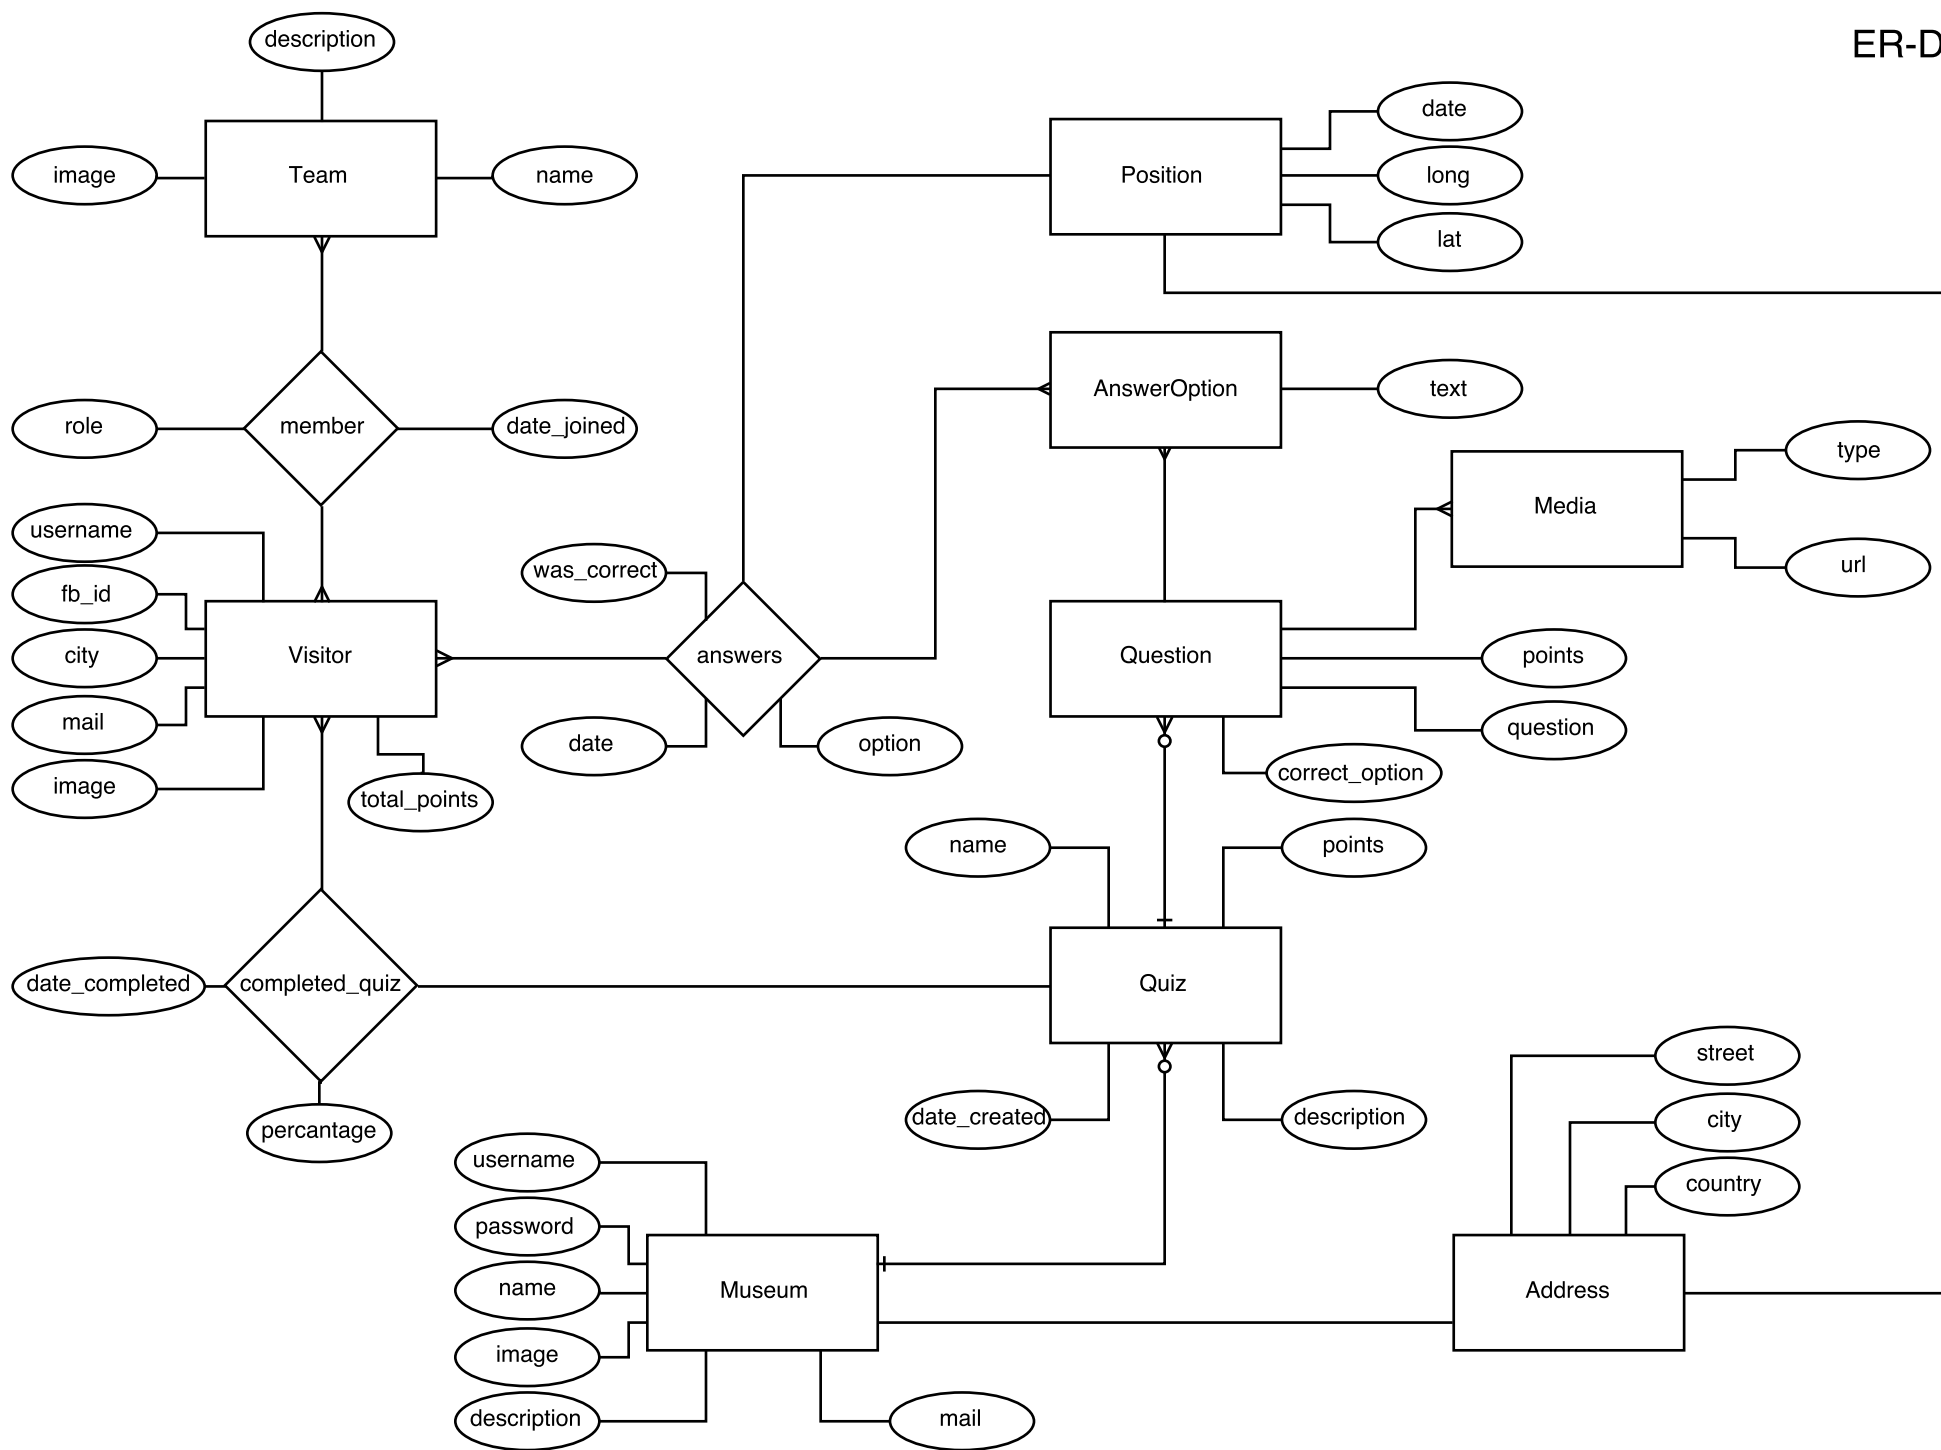 description
ER-D
image
Team
name
Position
date
long
lat
role
member
date_joined
AnswerOption
text
Media
type
url
username
fb_id
city
mail
image
Visitor
total_points
was_correct
answers
date
option
Question
points
question
correct_option
name
points
date_completed
completed_quiz
percantage
Quiz
date_created
description
street
city
country
Address
username
password
name
image
description
Museum
mail